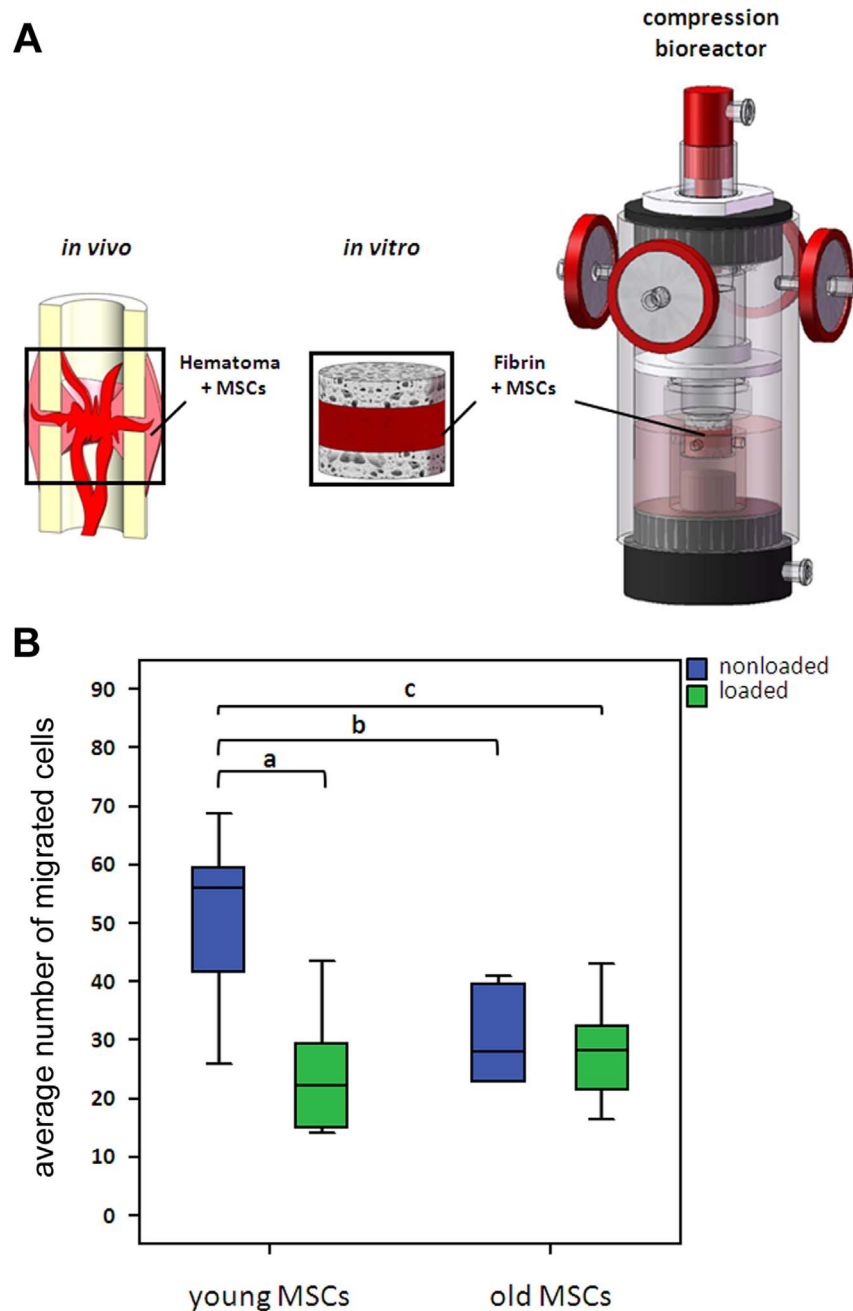 A
compression
bioreactor
in vivo
in vitro
Hematoma
+ MSCs
Fibrin
+ MSCs
B
nonloaded
loaded
average number of migrated cells
90
80
70
60
50
40
30
20
10
0
c
b
a
young MSCs
old MSCs